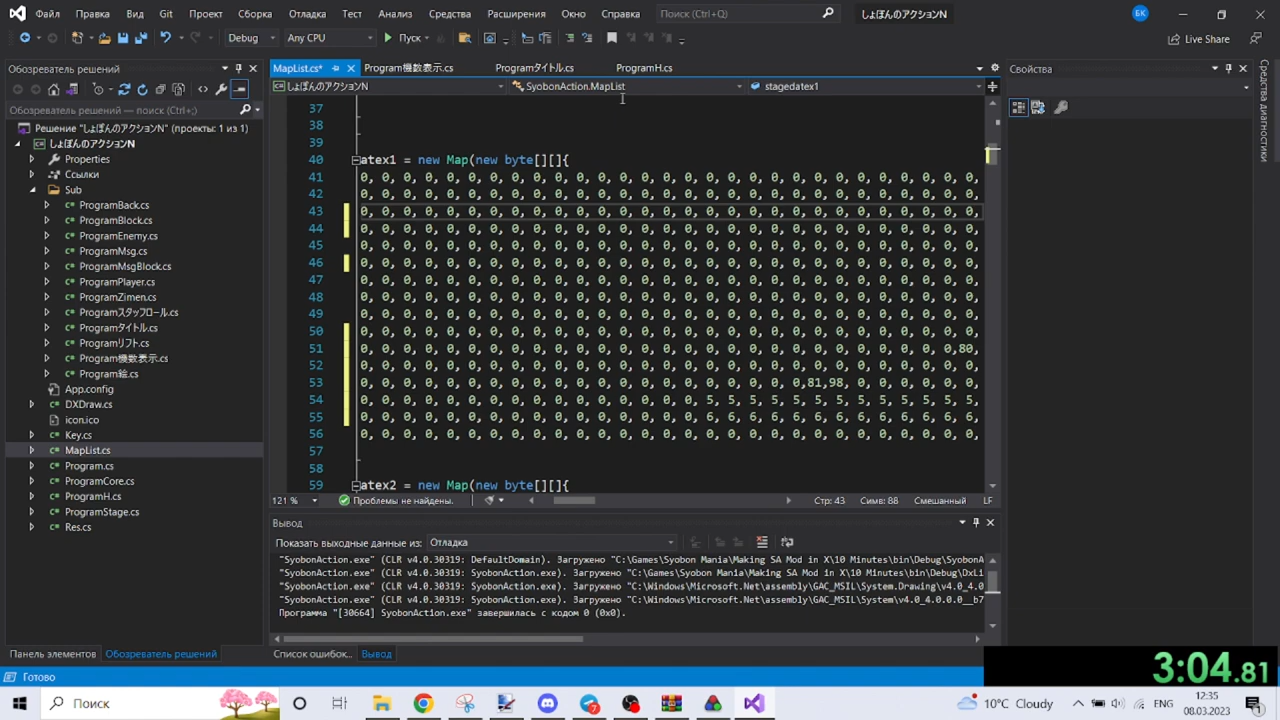 Файл Правка Вид Git Проект Сборка Отладка Тест Анализ Средства Расширения Окно Справка Поиск (Ctrl+Q) しょぼんのアクションN БК
Debug Any CPU Пуск Live Share
Обозреватель решений
Обозреватель решений — поиск (Ctrl+;)
Решение "しょぼんのアクションN" (проекты: 1 из 1)
しょぼんのアクションN
Properties
Ссылки
Sub
ProgramBack.cs
ProgramBlock.cs
ProgramEnemy.cs
ProgramMsg.cs
ProgramMsgBlock.cs
ProgramPlayer.cs
ProgramZimen.cs
Programスタッフロール.cs
Programタイトル.cs
Programリフト.cs
Program機数表示.cs
Program絵.cs
App.config
DXDraw.cs
icon.ico
Key.cs
MapList.cs
Program.cs
ProgramCore.cs
ProgramH.cs
ProgramStage.cs
Res.cs
Панель элементов Обозреватель решений
MapList.cs* Program機数表示.cs Programタイトル.cs ProgramH.cs
しょぼんのアクションN SyobonAction.MapList stagedatex1
37
38
39
40 atex1 = new Map(new byte[][]{
41 0, 0, 0, 0, 0, 0, 0, 0, 0, 0, 0, 0, 0, 0, 0, 0, 0, 0, 0, 0, 0, 0, 0, 0, 0, 0, 0, 0, 0,
42 0, 0, 0, 0, 0, 0, 0, 0, 0, 0, 0, 0, 0, 0, 0, 0, 0, 0, 0, 0, 0, 0, 0, 0, 0, 0, 0, 0, 0,
43 0, 0, 0, 0, 0, 0, 0, 0, 0, 0, 0, 0, 0, 0, 0, 0, 0, 0, 0, 0, 0, 0, 0, 0, 0, 0, 0, 0, 0,
44 0, 0, 0, 0, 0, 0, 0, 0, 0, 0, 0, 0, 0, 0, 0, 0, 0, 0, 0, 0, 0, 0, 0, 0, 0, 0, 0, 0, 0,
45 0, 0, 0, 0, 0, 0, 0, 0, 0, 0, 0, 0, 0, 0, 0, 0, 0, 0, 0, 0, 0, 0, 0, 0, 0, 0, 0, 0, 0,
46 0, 0, 0, 0, 0, 0, 0, 0, 0, 0, 0, 0, 0, 0, 0, 0, 0, 0, 0, 0, 0, 0, 0, 0, 0, 0, 0, 0, 0,
47 0, 0, 0, 0, 0, 0, 0, 0, 0, 0, 0, 0, 0, 0, 0, 0, 0, 0, 0, 0, 0, 0, 0, 0, 0, 0, 0, 0, 0,
48 0, 0, 0, 0, 0, 0, 0, 0, 0, 0, 0, 0, 0, 0, 0, 0, 0, 0, 0, 0, 0, 0, 0, 0, 0, 0, 0, 0, 0,
49 0, 0, 0, 0, 0, 0, 0, 0, 0, 0, 0, 0, 0, 0, 0, 0, 0, 0, 0, 0, 0, 0, 0, 0, 0, 0, 0, 0, 0,
50 0, 0, 0, 0, 0, 0, 0, 0, 0, 0, 0, 0, 0, 0, 0, 0, 0, 0, 0, 0, 0, 0, 0, 0, 0, 0, 0, 0, 0,
51 0, 0, 0, 0, 0, 0, 0, 0, 0, 0, 0, 0, 0, 0, 0, 0, 0, 0, 0, 0, 0, 0, 0, 0, 0, 0, 0, 0,80,
52 0, 0, 0, 0, 0, 0, 0, 0, 0, 0, 0, 0, 0, 0, 0, 0, 0, 0, 0, 0, 0, 0, 0, 0, 0, 0, 0, 0, 0,
53 0, 0, 0, 0, 0, 0, 0, 0, 0, 0, 0, 0, 0, 0, 0, 0, 0, 0, 0, 0, 0,81,98, 0, 0, 0, 0, 0, 0,
54 0, 0, 0, 0, 0, 0, 0, 0, 0, 0, 0, 0, 0, 0, 0, 0, 5, 5, 5, 5, 5, 5, 5, 5, 5, 5, 5, 5, 5,
55 0, 0, 0, 0, 0, 0, 0, 0, 0, 0, 0, 0, 0, 0, 0, 0, 6, 6, 6, 6, 6, 6, 6, 6, 6, 6, 6, 6, 6,
56 0, 0, 0, 0, 0, 0, 0, 0, 0, 0, 0, 0, 0, 0, 0, 0, 0, 0, 0, 0, 0, 0, 0, 0, 0, 0, 0, 0, 0,
57
58
59 atex2 = new Map(new byte[][]{
121 % Проблемы не найдены. Стр: 43 Симв: 88 Смешанный LF
Вывод
Показать выходные данные из: Отладка
"SyobonAction.exe" (CLR v4.0.30319: DefaultDomain). Загружено "C:\Games\Syobon Mania\Making SA Mod in X\10 Minutes\bin\Debug\SyobonA
"SyobonAction.exe" (CLR v4.0.30319: SyobonAction.exe). Загружено "C:\Games\Syobon Mania\Making SA Mod in X\10 Minutes\bin\Debug\DxLi
"SyobonAction.exe" (CLR v4.0.30319: SyobonAction.exe). Загружено "C:\Windows\Microsoft.Net\assembly\GAC_MSIL\System.Drawing\v4.0_4.0
"SyobonAction.exe" (CLR v4.0.30319: SyobonAction.exe). Загружено "C:\Windows\Microsoft.Net\assembly\GAC_MSIL\System\v4.0_4.0.0.0__b7
Программа "[30664] SyobonAction.exe" завершилась с кодом 0 (0x0).
Список ошибок... Вывод
Свойства
Средства диагностики
Готово
3:04.81
Поиск 7 10°C Cloudy ENG 12:35
08.03.2023 1